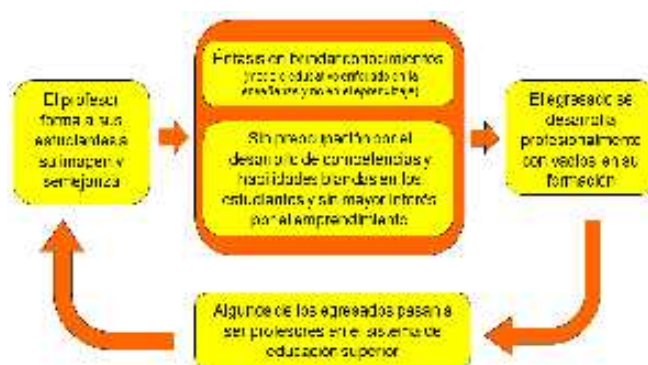 El profesor
forma a sus
estudiantes a
su imagen y
semejanza
Énfasis en brindar conocimientos
(modelo educativo enfocado en la
enseñanza y no en el aprendizaje)
Sin preocupación por el
desarrollo de competencias y
habilidades blandas en los
estudiantes y sin mayor interés
por el emprendimiento
El egresado se
desarrolla
profesionalmente
con vacíos en su
formación
Algunos de los egresados pasan a
ser profesores en el sistema de
educación superior